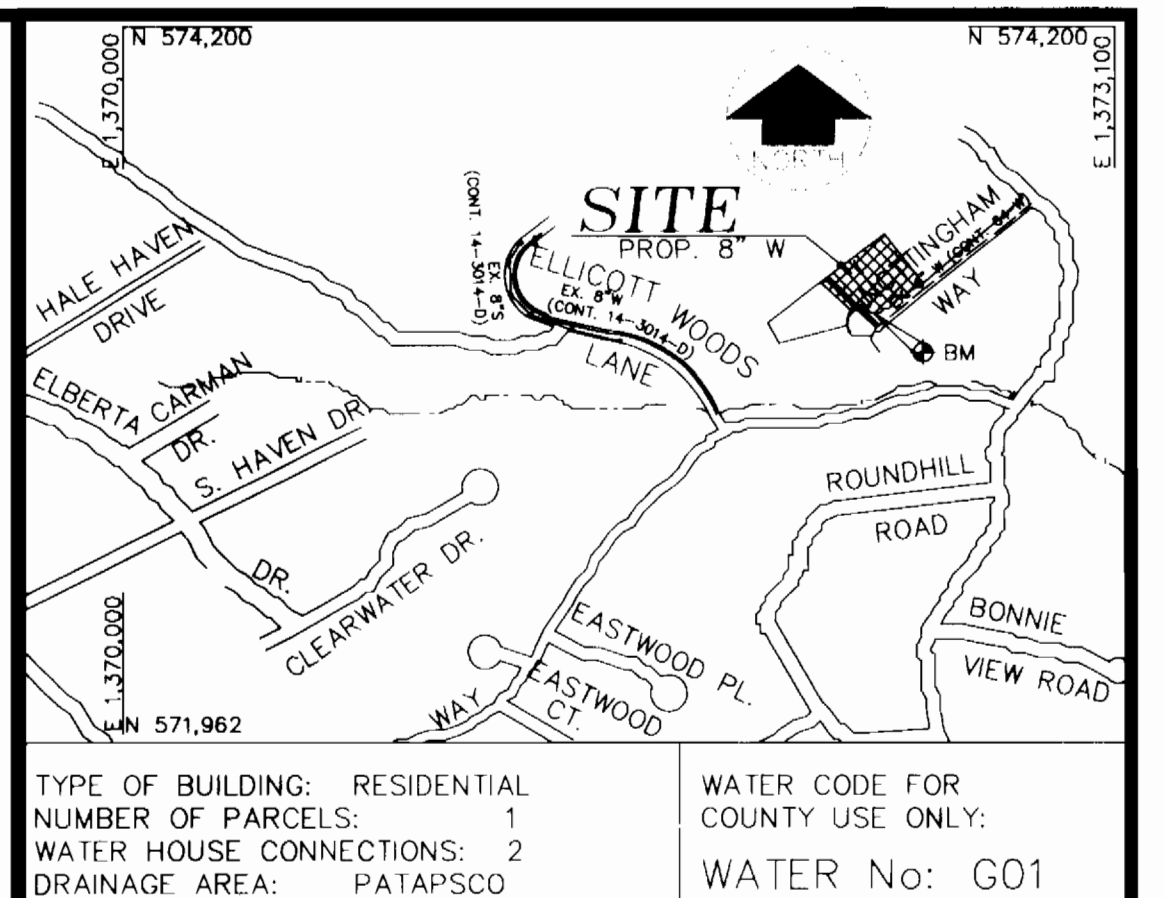 N 574,200
N 574,200
E 1,370,000
E 1,373,100
NORTH
SITE
PROP. 8" W
(CONT. 14-3014-D)
EX. 8"S
ELLICOTT WOODS
EX. 8"W
(CONT. 14-3014-D)
LANE
WAY
BM
HALE HAVEN
DRIVE
ELBERTA CARMAN
DR.
S. HAVEN DR.
DR.
CLEARWATER DR.
ROUNDHILL
ROAD
BONNIE
VIEW ROAD
EASTWOOD PL.
EASTWOOD
CT.
WAY
E 1,370,000
N 571,962
TYPE OF BUILDING: RESIDENTIAL
NUMBER OF PARCELS: 1
WATER HOUSE CONNECTIONS: 2
DRAINAGE AREA: PATAPSCO
WATER CODE FOR
COUNTY USE ONLY:
WATER No: G01